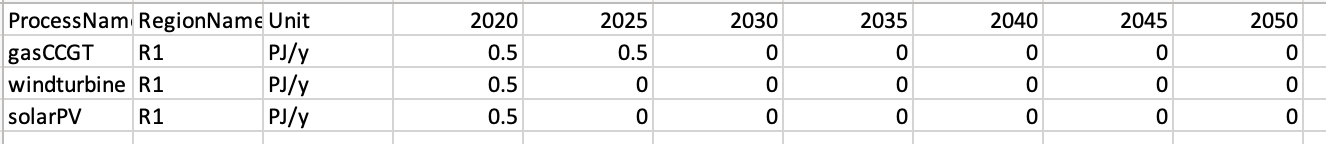 ProcessNam RegionName Unit 2020 2025 2030 2035 2040 2045 2050
gasCCGT R1 PJ/y 0.5 0.5 0 0 0 0 0
windturbine R1 PJ/y 0.5 0 0 0 0 0 0
solarPV R1 PJ/y 0.5 0 0 0 0 0 0